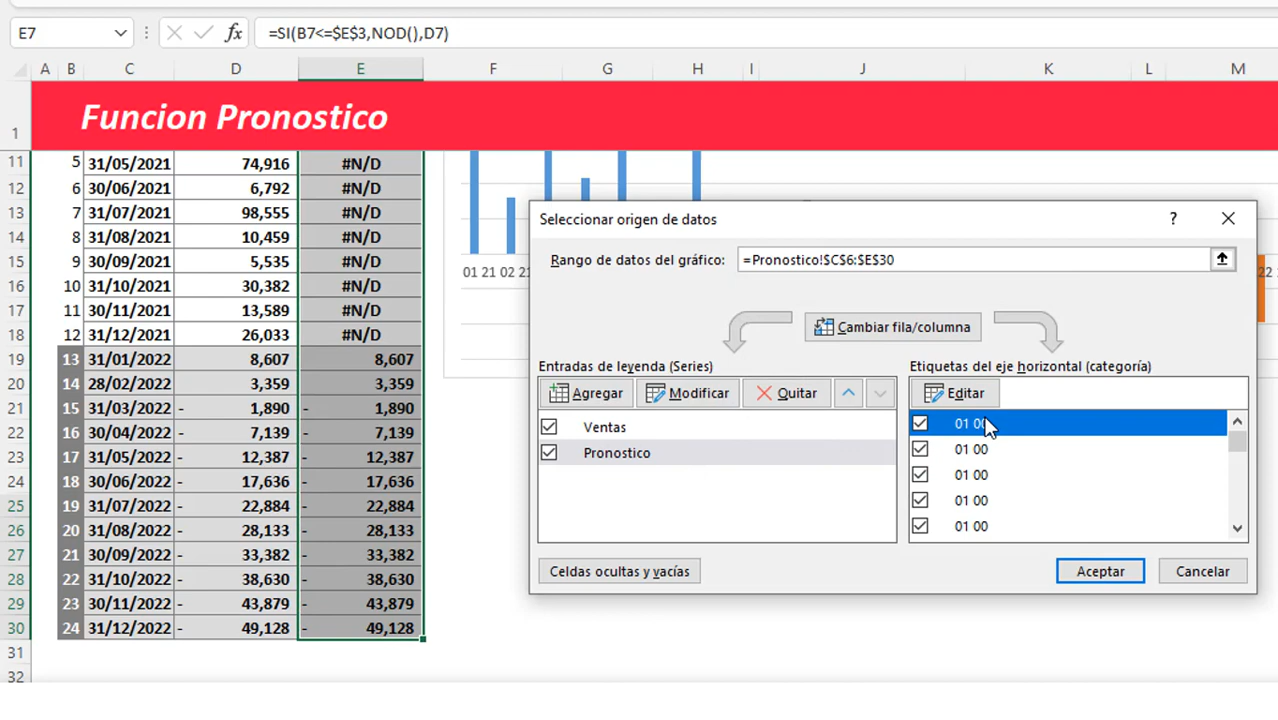 E7 fx =SI(B7<=$E$3,NOD(),D7)
A B C D E F G H I J K L M
1 Funcion Pronostico
11 5 31/05/2021 74,916 #N/D
12 6 30/06/2021 6,792 #N/D
13 7 31/07/2021 98,555 #N/D
14 8 31/08/2021 10,459 #N/D
15 9 30/09/2021 5,535 #N/D
16 10 31/10/2021 30,382 #N/D
17 11 30/11/2021 13,589 #N/D
18 12 31/12/2021 26,033 #N/D
19 13 31/01/2022 8,607 8,607
20 14 28/02/2022 3,359 3,359
21 15 31/03/2022 - 1,890 - 1,890
22 16 30/04/2022 - 7,139 - 7,139
23 17 31/05/2022 - 12,387 - 12,387
24 18 30/06/2022 - 17,636 - 17,636
25 19 31/07/2022 - 22,884 - 22,884
26 20 31/08/2022 - 28,133 - 28,133
27 21 30/09/2022 - 33,382 - 33,382
28 22 31/10/2022 - 38,630 - 38,630
29 23 30/11/2022 - 43,879 - 43,879
30 24 31/12/2022 - 49,128 - 49,128
31
32
01 21 02 21
22
Seleccionar origen de datos ? ×
Rango de datos del gráfico: =Pronostico!$C$6:$E$30
Cambiar fila/columna
Entradas de leyenda (Series)
Agregar Modificar Quitar
Ventas
Pronostico
Etiquetas del eje horizontal (categoría)
Editar
01 00
01 00
01 00
01 00
01 00
Celdas ocultas y vacías Aceptar Cancelar